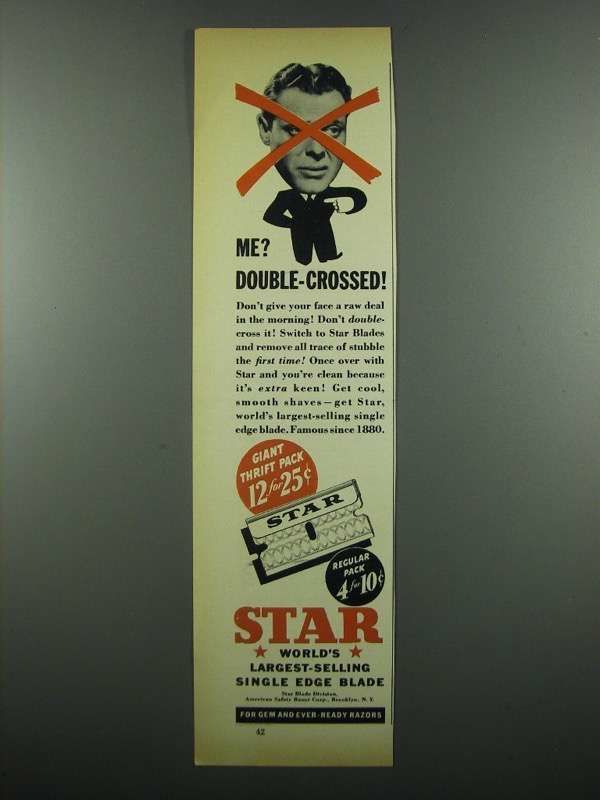 ME?
DOUBLE-CROSSED!
Don't give your face a raw deal
in the morning! Don't double-
cross it! Switch to Star Blades
and remove all trace of stubble
the first time! Once over with
Star and you're clean because
it's extra keen! Get cool,
smooth shaves—get Star,
world's largest-selling single
edge blade. Famous since 1880.
GIANT
THRIFT PACK
12 for 25¢
STAR
REGULAR
PACK
4 for 10¢
STAR
★ WORLD'S ★
LARGEST-SELLING
SINGLE EDGE BLADE
Star Blade Division,
American Safety Razor Corp., Brooklyn, N. Y.
FOR GEM AND EVER-READY RAZORS
42